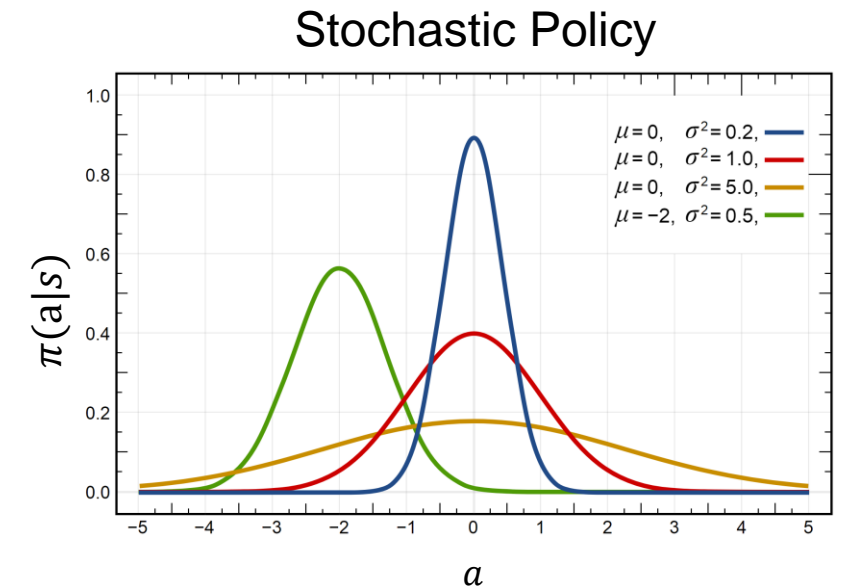 Stochastic Policy
1.0
0.8
0.6
0.4
0.2
0.0
π(a|s)
μ=0, σ²=0.2,
μ=0, σ²=1.0,
μ=0, σ²=5.0,
μ=−2, σ²=0.5,
−5 −4 −3 −2 −1 0 1 2 3 4 5
a